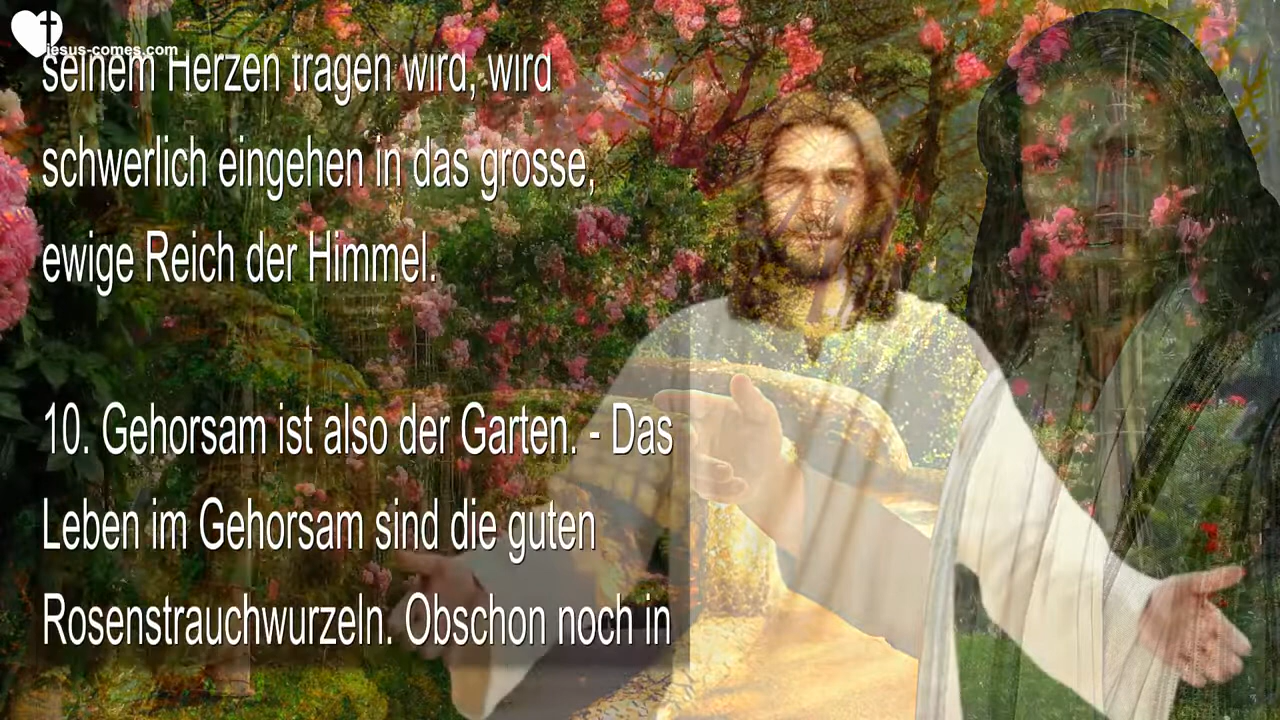 jesus-comes.com
seinem Herzen tragen wird, wird
schwerlich eingehen in das grosse,
ewige Reich der Himmel.
10. Gehorsam ist also der Garten. - Das
Leben im Gehorsam sind die guten
Rosenstrauchwurzeln. Obschon noch in